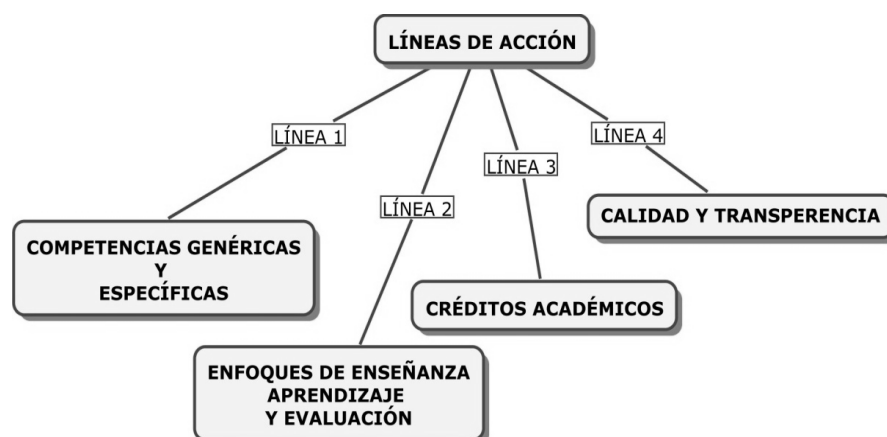 LÍNEAS DE ACCIÓN
LÍNEA 1
COMPETENCIAS GENÉRICAS
Y
ESPECÍFICAS
LÍNEA 2
ENFOQUES DE ENSEÑANZA
APRENDIZAJE
Y EVALUACIÓN
LÍNEA 3
CRÉDITOS ACADÉMICOS
LÍNEA 4
CALIDAD Y TRANSPERENCIA